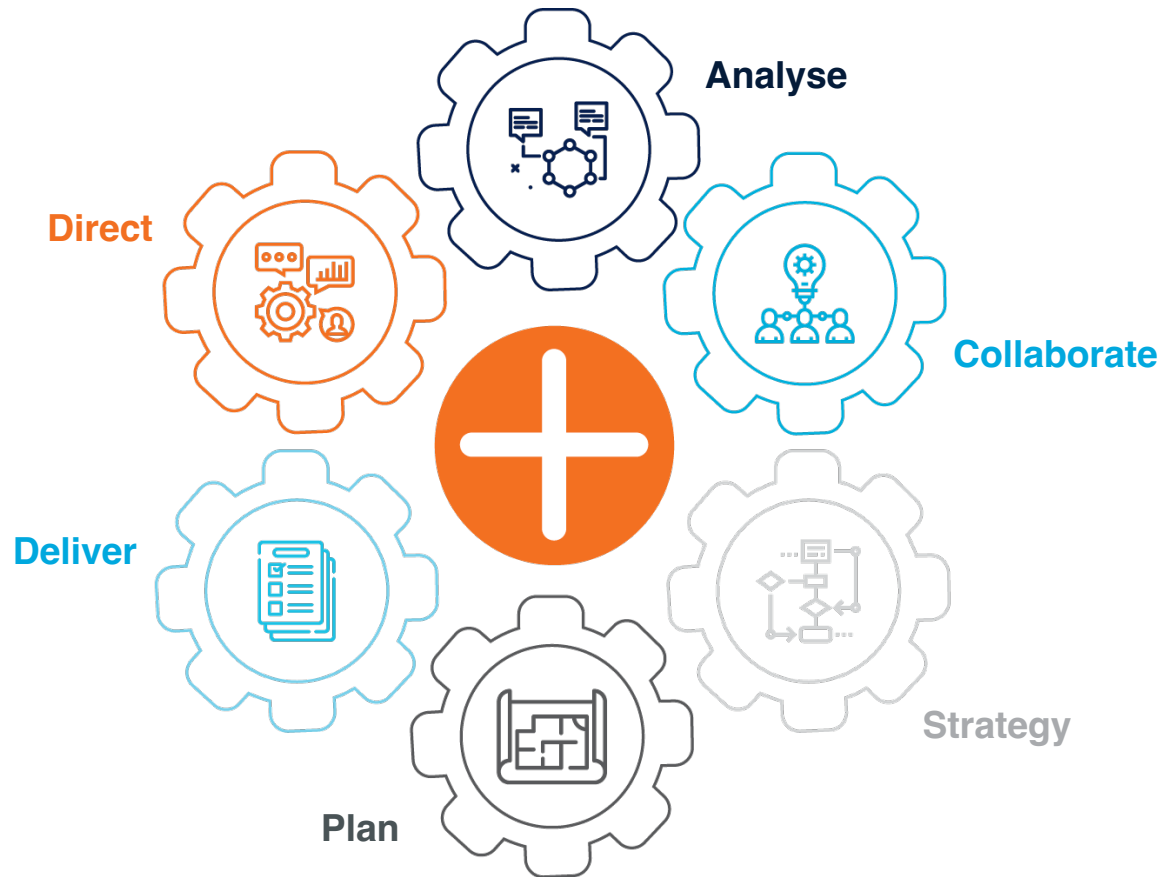 Analyse
Direct
Collaborate
Deliver
Strategy
Plan